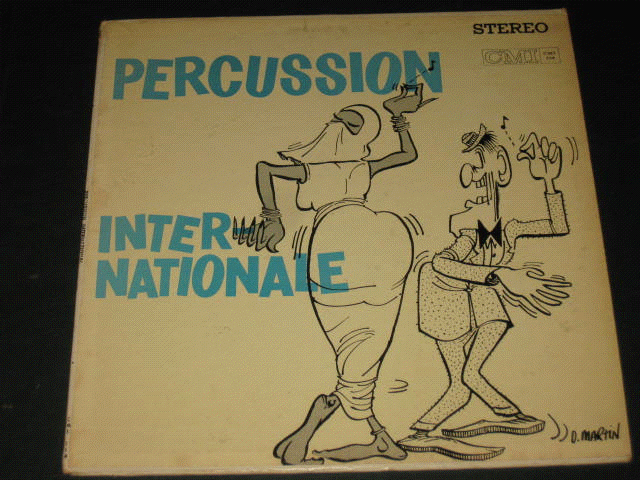 STEREO
CMI
PERCUSSION
INTER-
NATIONALE
D. MARTIN